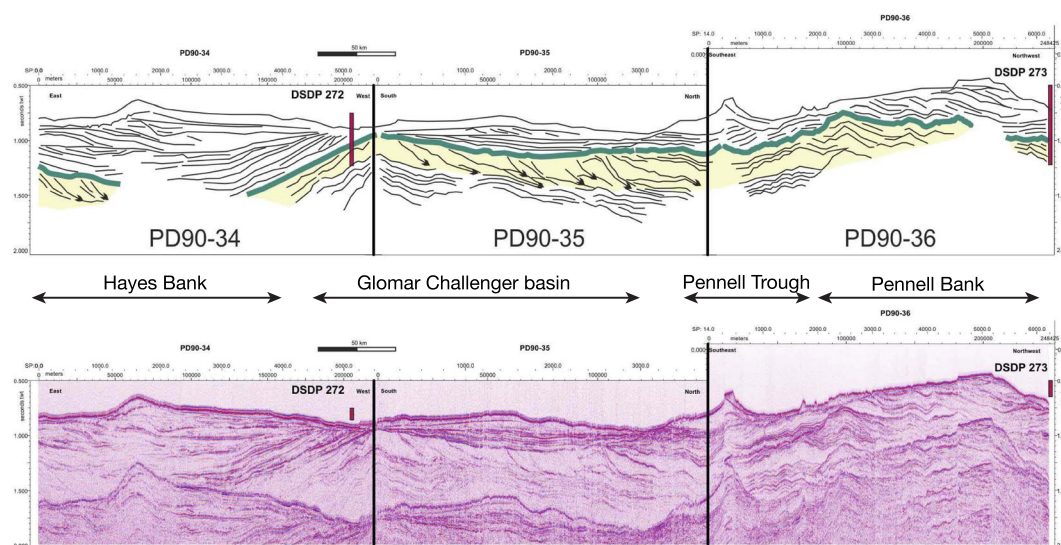 PD90-36
SP: 14.0 1000.0 2000.0 3000.0 4000.0 5000.0 6000.0
meters 100000 200000 248425
PD90-34 50 km PD90-35
SP: 0.0 1000.0 2000.0 3000.0 4000.0 5000.0 1000.0 2000.0 3000.0
0 meters 50000 100000 150000 200000 0 50000 100000
0.000 Southeast Northwest
DSDP 273
0.500 East DSDP 272 West South North
seconds twt
1.000
1.500
2.000
PD90-34 PD90-35 PD90-36
Hayes Bank Glomar Challenger basin Pennell Trough Pennell Bank
PD90-36
SP: 14.0 1000.0 2000.0 3000.0 4000.0 5000.0 6000.0
meters 100000 200000 248425
PD90-34 50 km PD90-35
SP: 0.0 1000.0 2000.0 3000.0 4000.0 5000.0 1000.0 2000.0 3000.0
0 meters 50000 100000 150000 200000 0 50000 100000
0.000 Southeast Northwest
DSDP 273
0.500 East DSDP 272 West South North
seconds twt
1.000
1.500